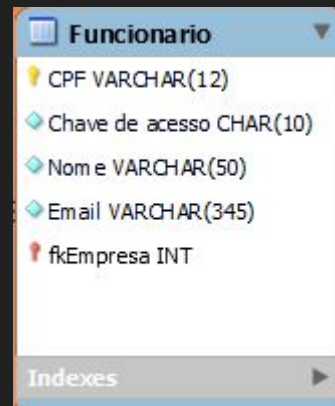 Funcionario
CPF VARCHAR(12)
Chave de acesso CHAR(10)
Nome VARCHAR(50)
Email VARCHAR(345)
fkEmpresa INT
Indexes